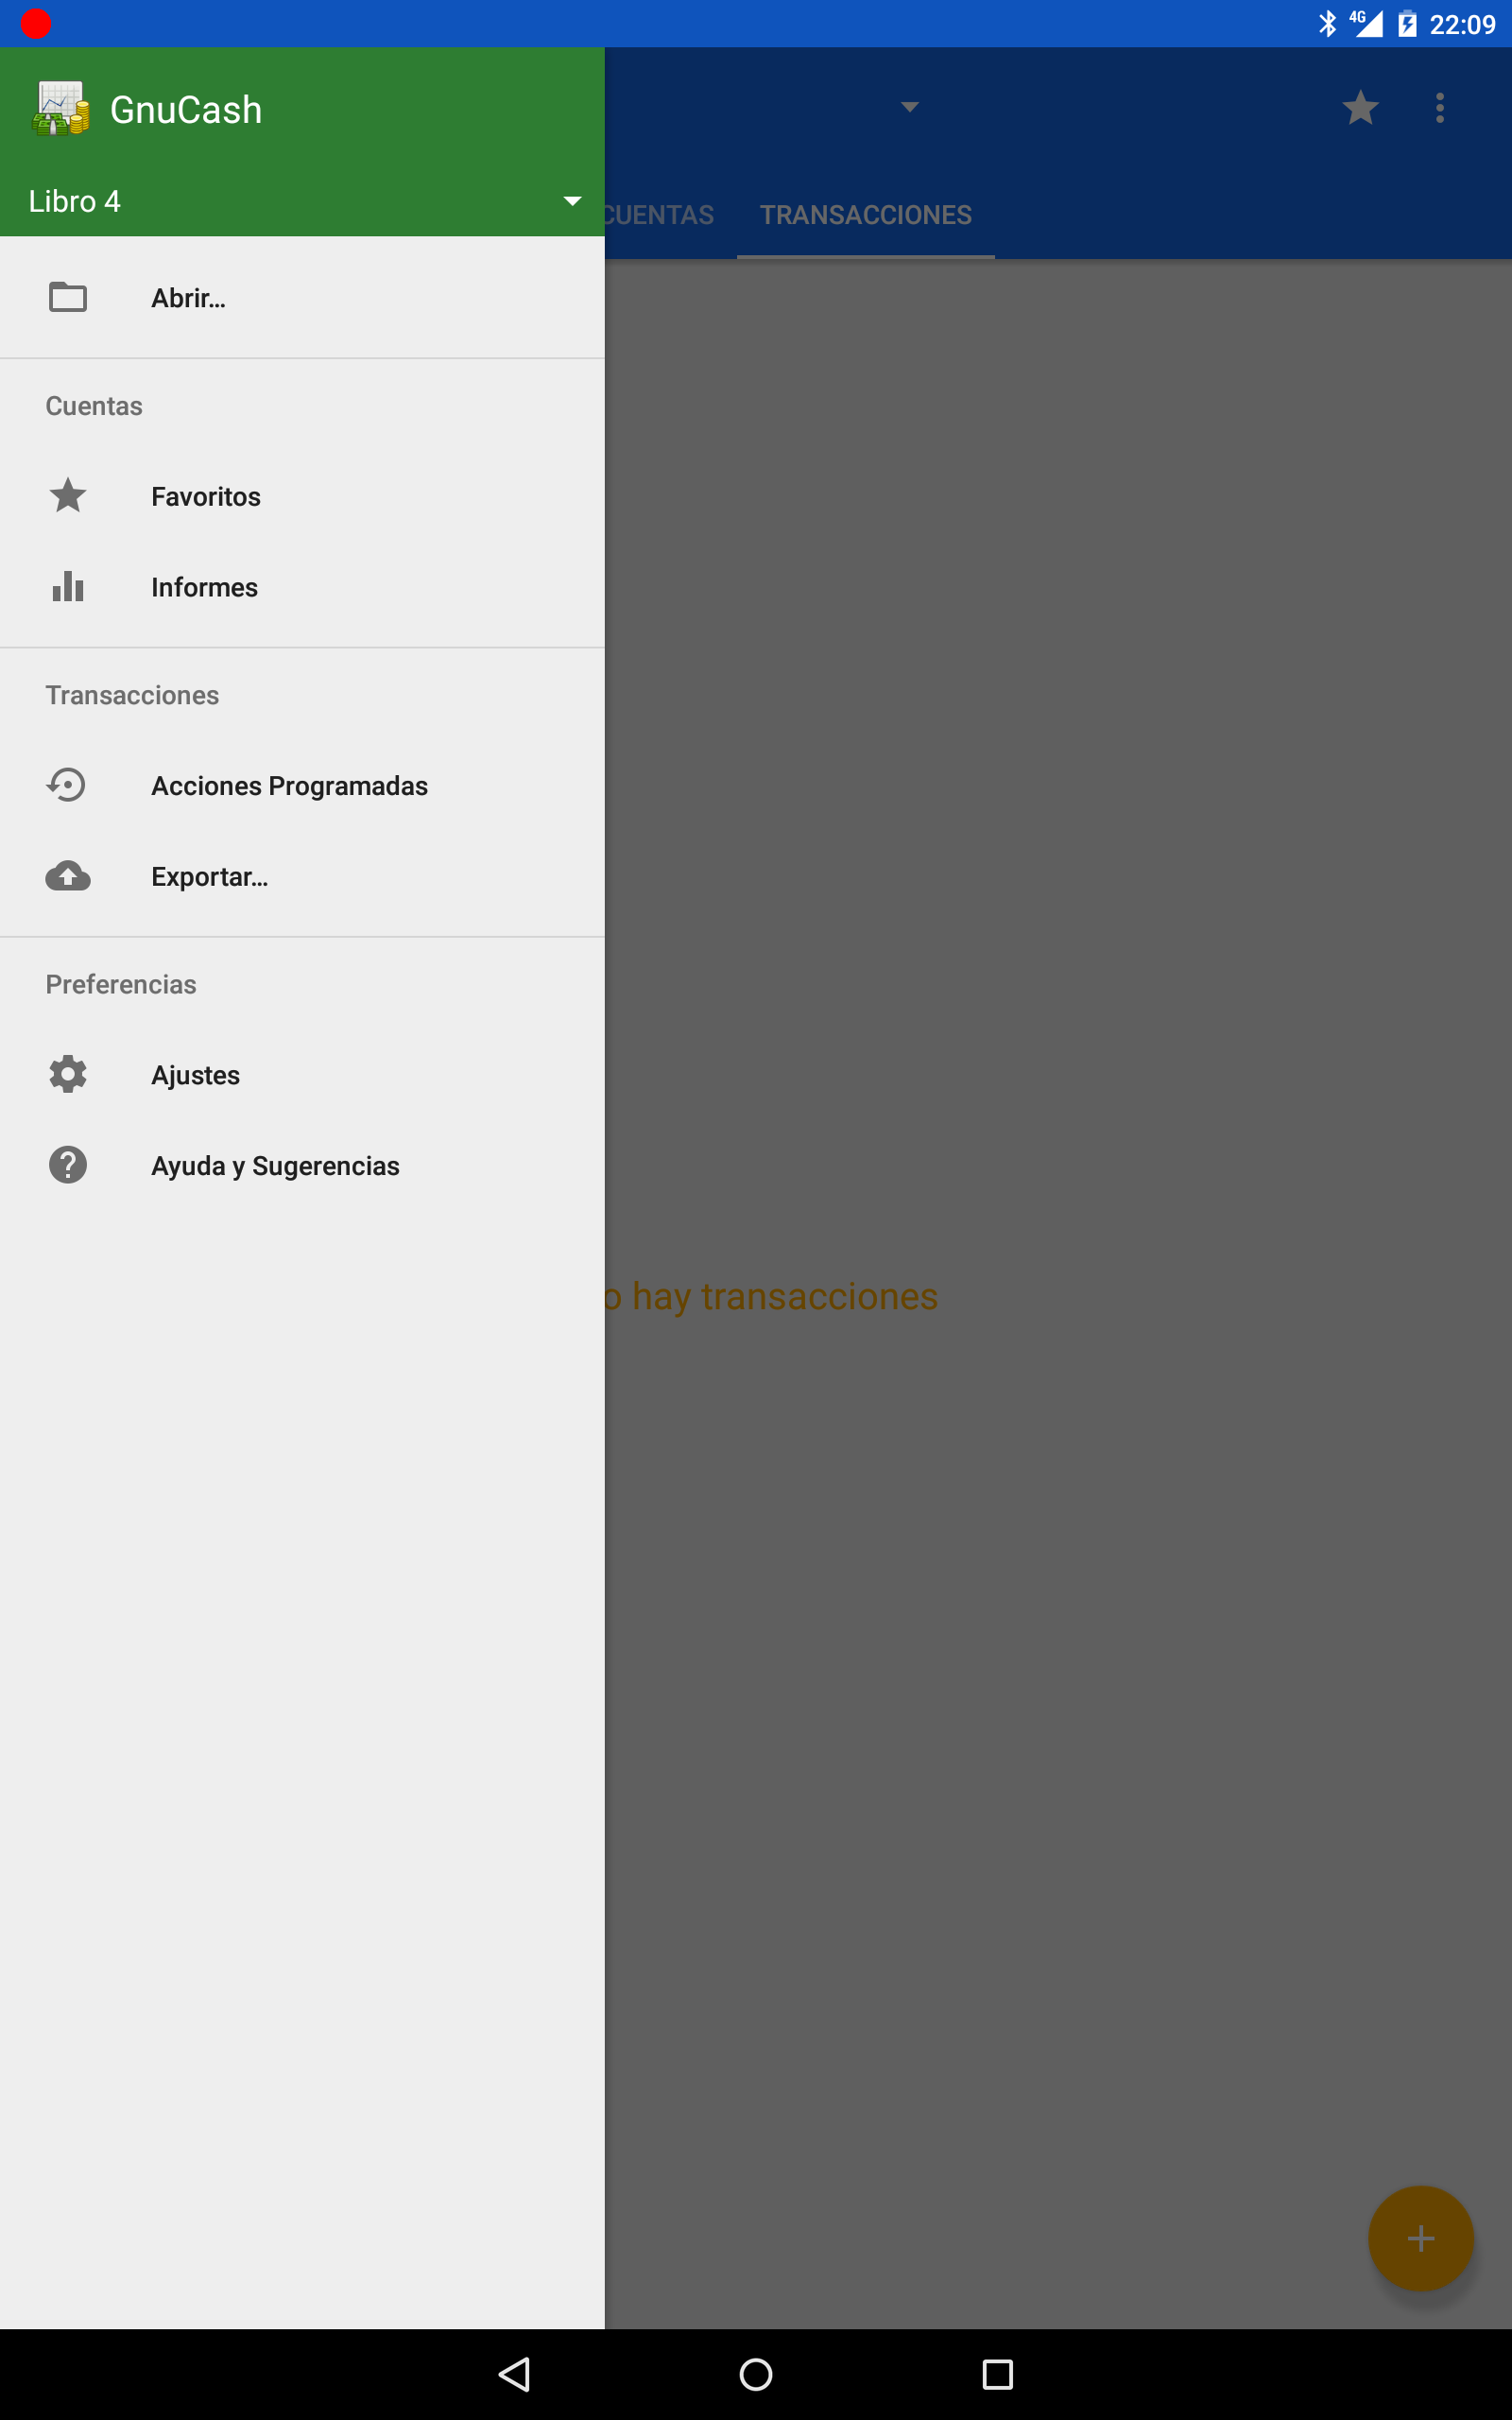 4G 22:09
GnuCash
Libro 4
CUENTAS TRANSACCIONES
Abrir...
Cuentas
Favoritos
Informes
Transacciones
Acciones Programadas
Exportar...
Preferencias
Ajustes
Ayuda y Sugerencias
o hay transacciones